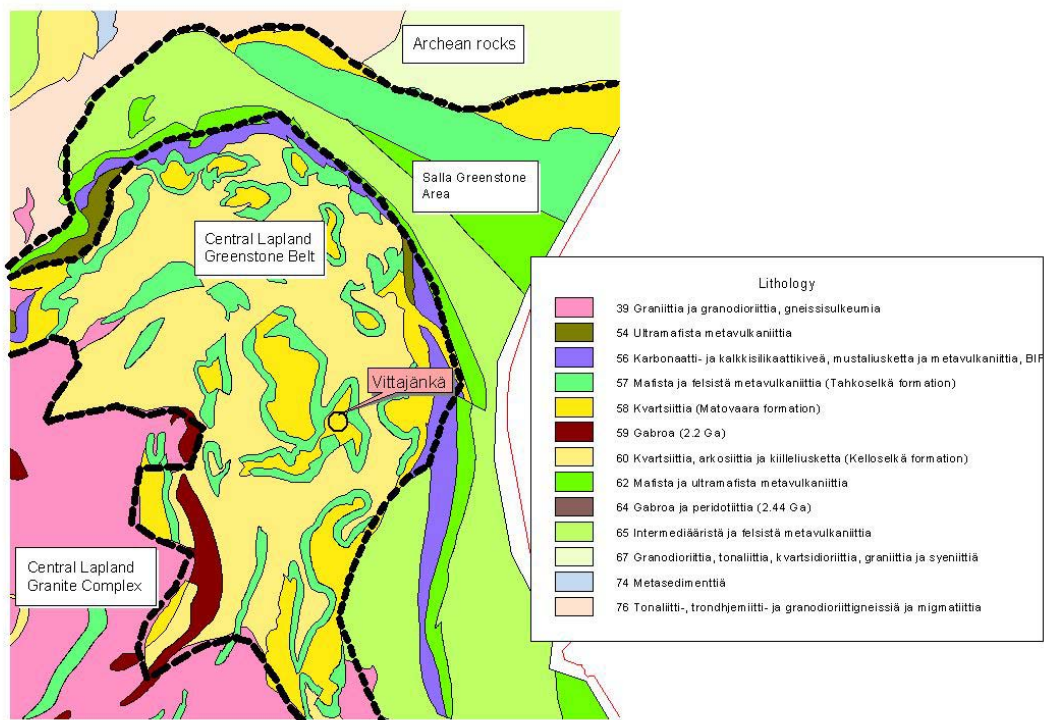 Archean rocks
Salla Greenstone
Area
Central Lapland
Greenstone Belt
Vittajänkä
Central Lapland
Granite Complex
Lithology
39 Graniittia ja granodioriittia, gneissisulkeumia
54 Ultramafista metavulkaniittia
56 Karbonaatti- ja kalkkisilikaattikiveä, mustaliusketta ja metavulkaniittia, BIF
57 Mafista ja felsistä metavulkaniittia (Tahkoselkä formation)
58 Kvartsiittia (Matovaara formation)
59 Gabroa (2.2 Ga)
60 Kvartsiittia, arkosiittia ja kiilleliusketta (Kelloselkä formation)
62 Mafista ja ultramafista metavulkaniittia
64 Gabroa ja peridotiittia (2.44 Ga)
65 Intermediääristä ja felsistä metavulkaniittia
67 Granodioriittia, tonaliittia, kvartsidioriittia, graniittia ja syeniittiä
74 Metasedimenttiä
76 Tonaliitti-, trondhjemiitti- ja granodioriittigneissiä ja migmatiittia